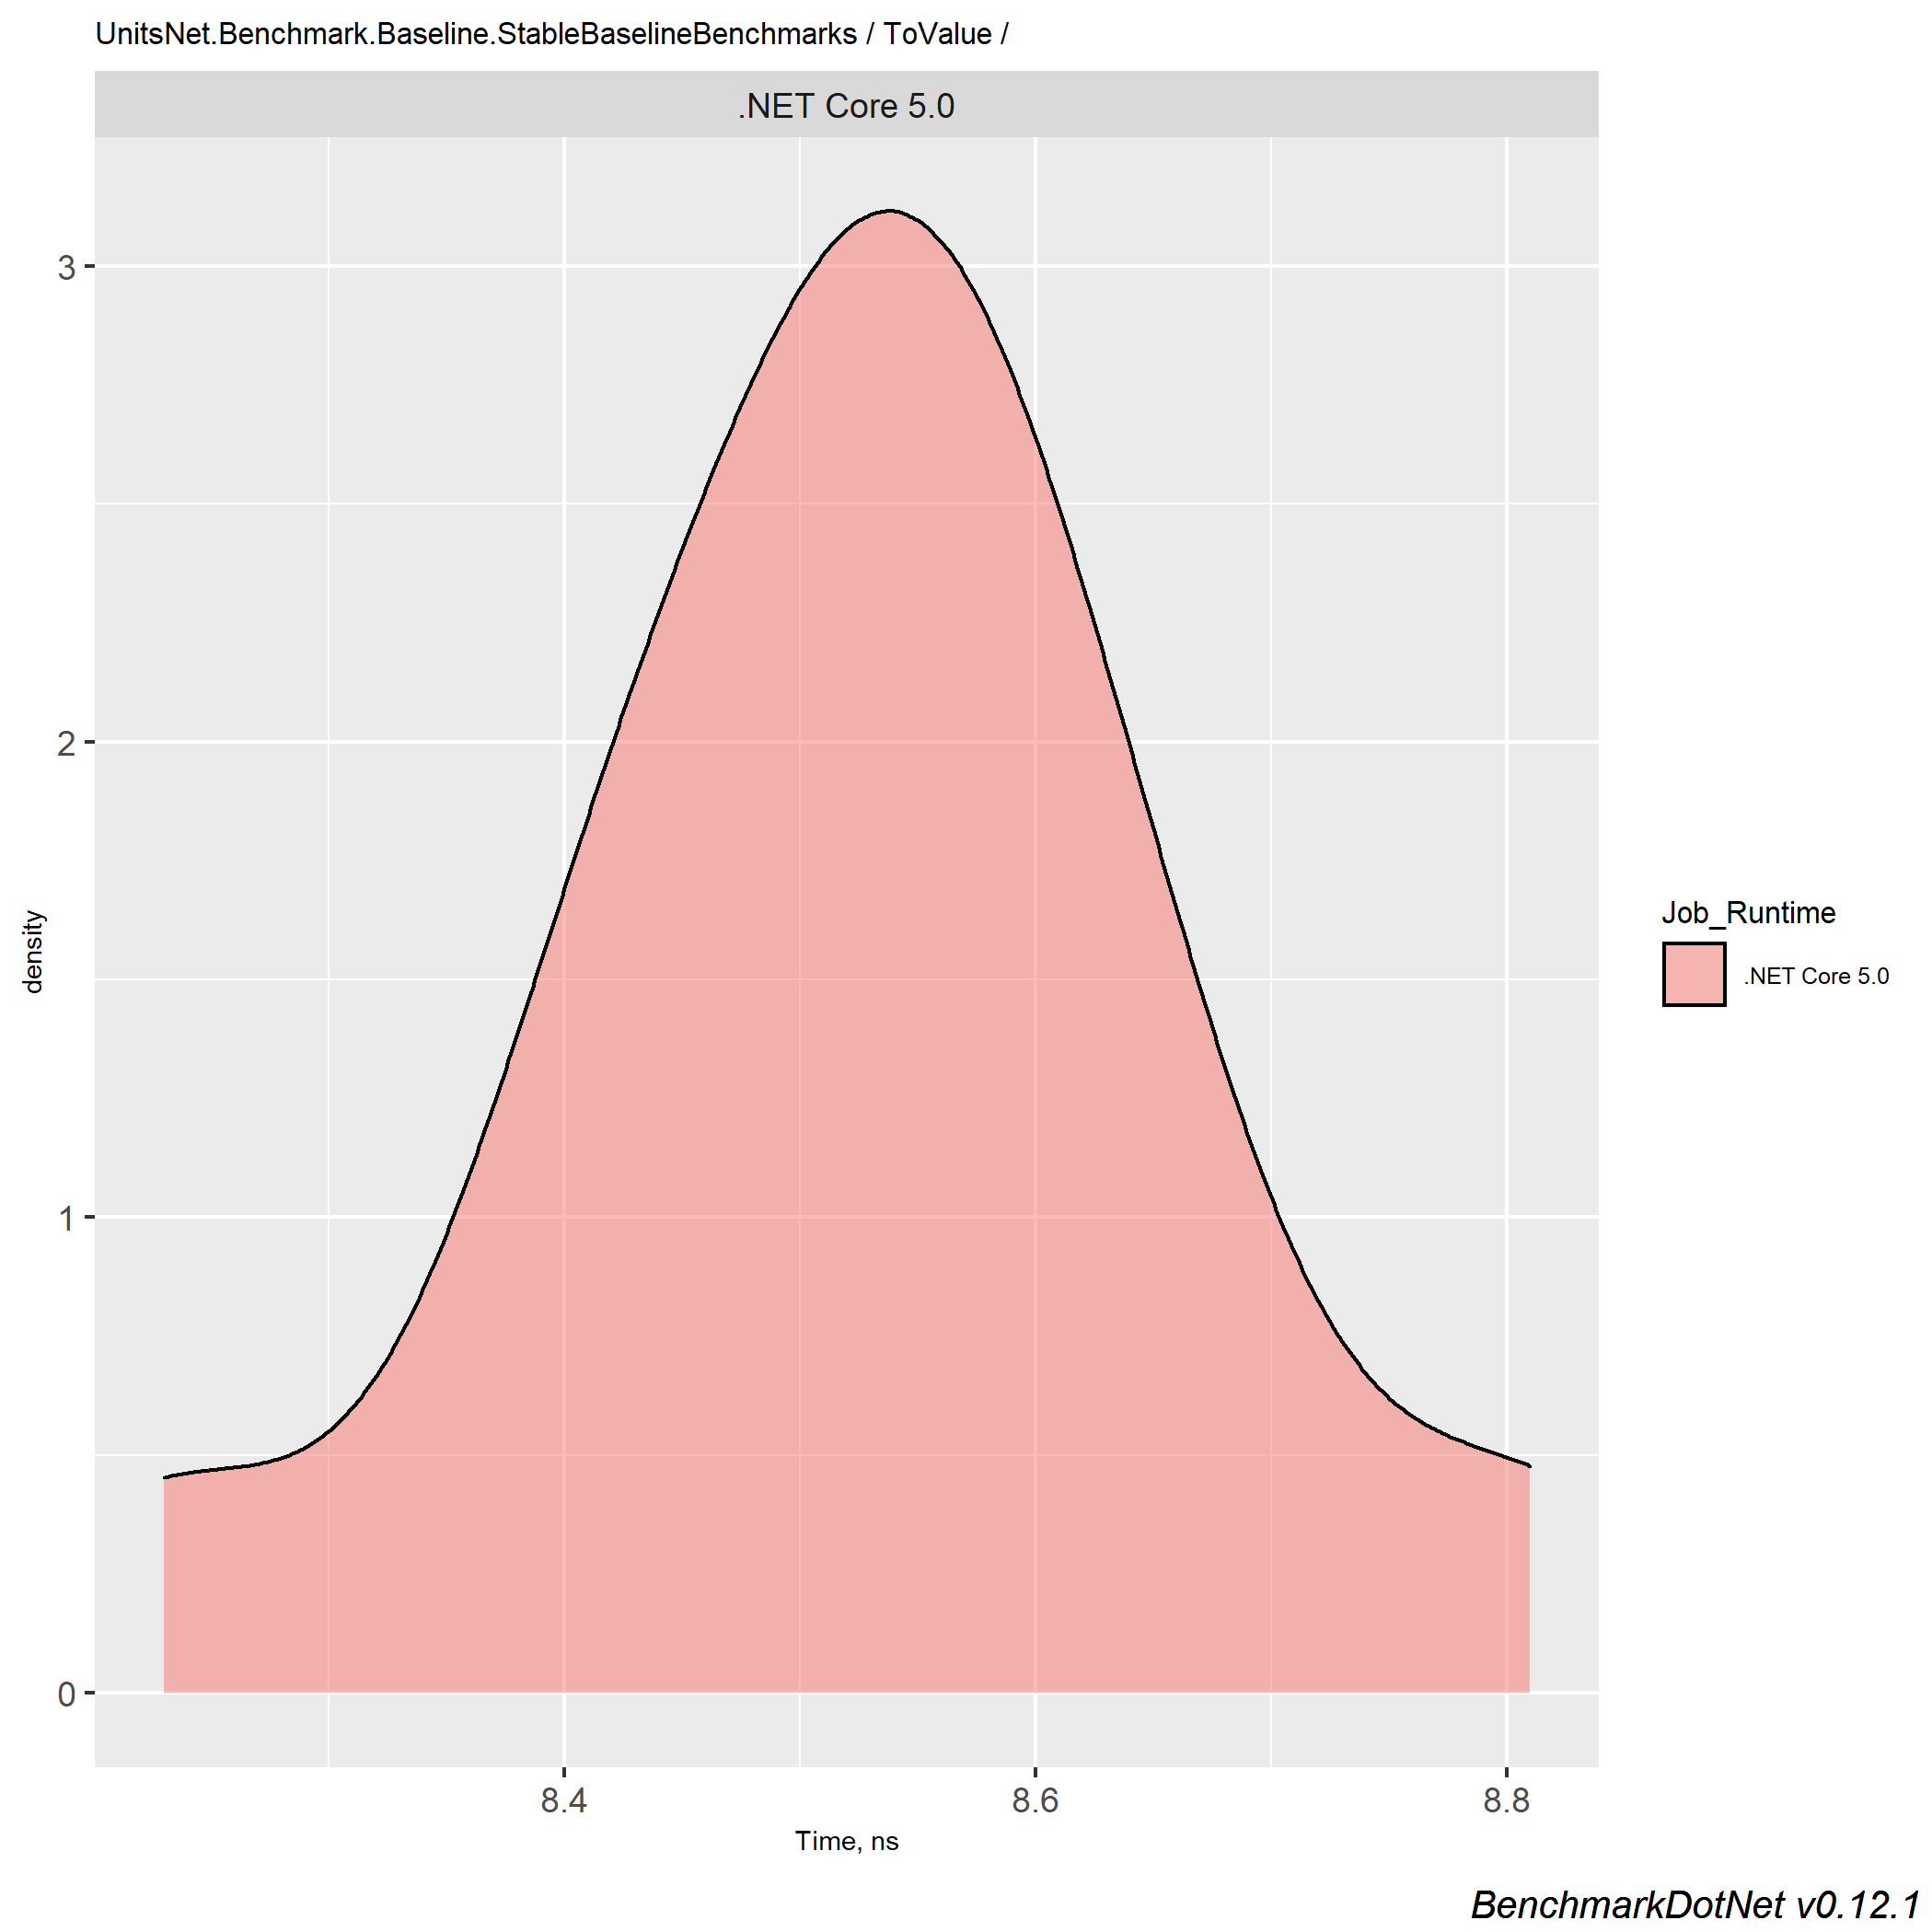 UnitsNet.Benchmark.Baseline.StableBaselineBenchmarks / ToValue /
.NET Core 5.0
3
2
1
0
density
8.4 8.6 8.8
Time, ns
Job_Runtime
.NET Core 5.0
BenchmarkDotNet v0.12.1